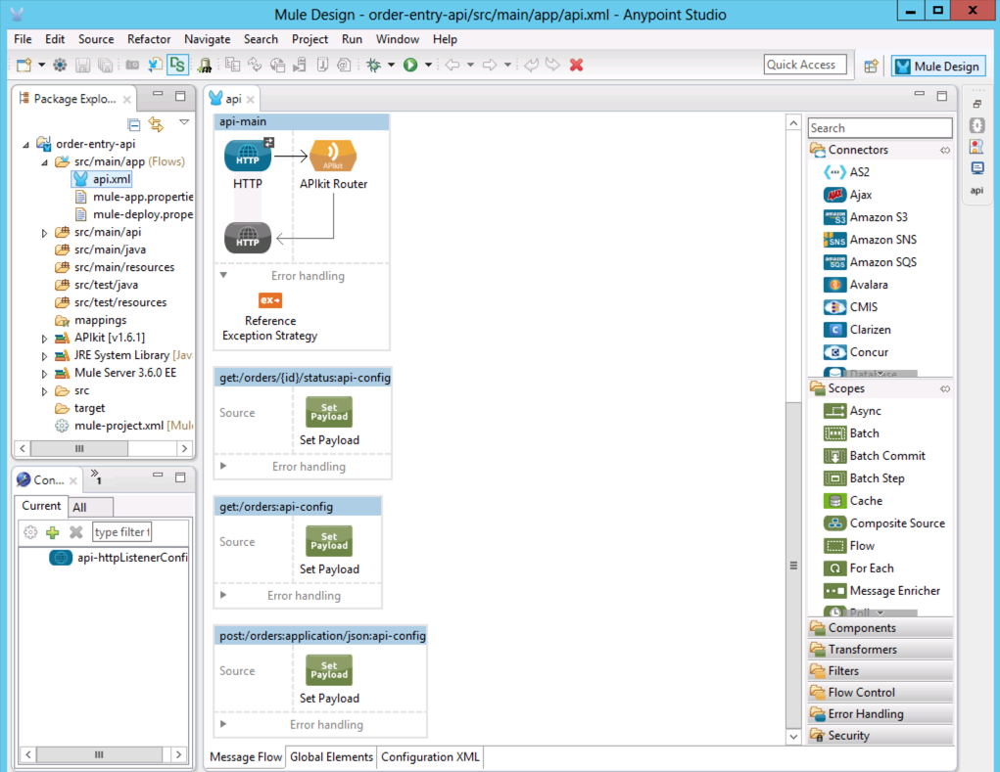 Mule Design - order-entry-api/src/main/app/api.xml - Anypoint Studio
File Edit Source Refactor Navigate Search Project Run Window Help
Quick Access
Mule Design
Package Explo...
order-entry-api
src/main/app (Flows)
api.xml
mule-app.propertie
mule-deploy.prope
src/main/api
src/main/java
src/main/resources
src/test/java
src/test/resources
mappings
APIkit [v1.6.1]
JRE System Library [Jav
Mule Server 3.6.0 EE
src
target
mule-project.xml [Mul
Con...
1
Current All
type filter t
api-httpListenerConfi
api
api-main
HTTP
APIkit
HTTP APIkit Router
HTTP
Error handling
ex
Reference
Exception Strategy
get:/orders/{id}/status:api-config
Source
Set
Payload
Set Payload
Error handling
get:/orders:api-config
Source
Set
Payload
Set Payload
Error handling
post:/orders:application/json:api-config
Source
Set
Payload
Set Payload
Error handling
Message Flow Global Elements Configuration XML
Search
Connectors
AS2
Ajax
Amazon S3
Amazon SNS
Amazon SQS
Avalara
CMIS
Clarizen
Concur
Database
Scopes
Async
Batch
Batch Commit
Batch Step
Cache
Composite Source
Flow
For Each
Message Enricher
Poll
Components
Transformers
Filters
Flow Control
Error Handling
Security
api